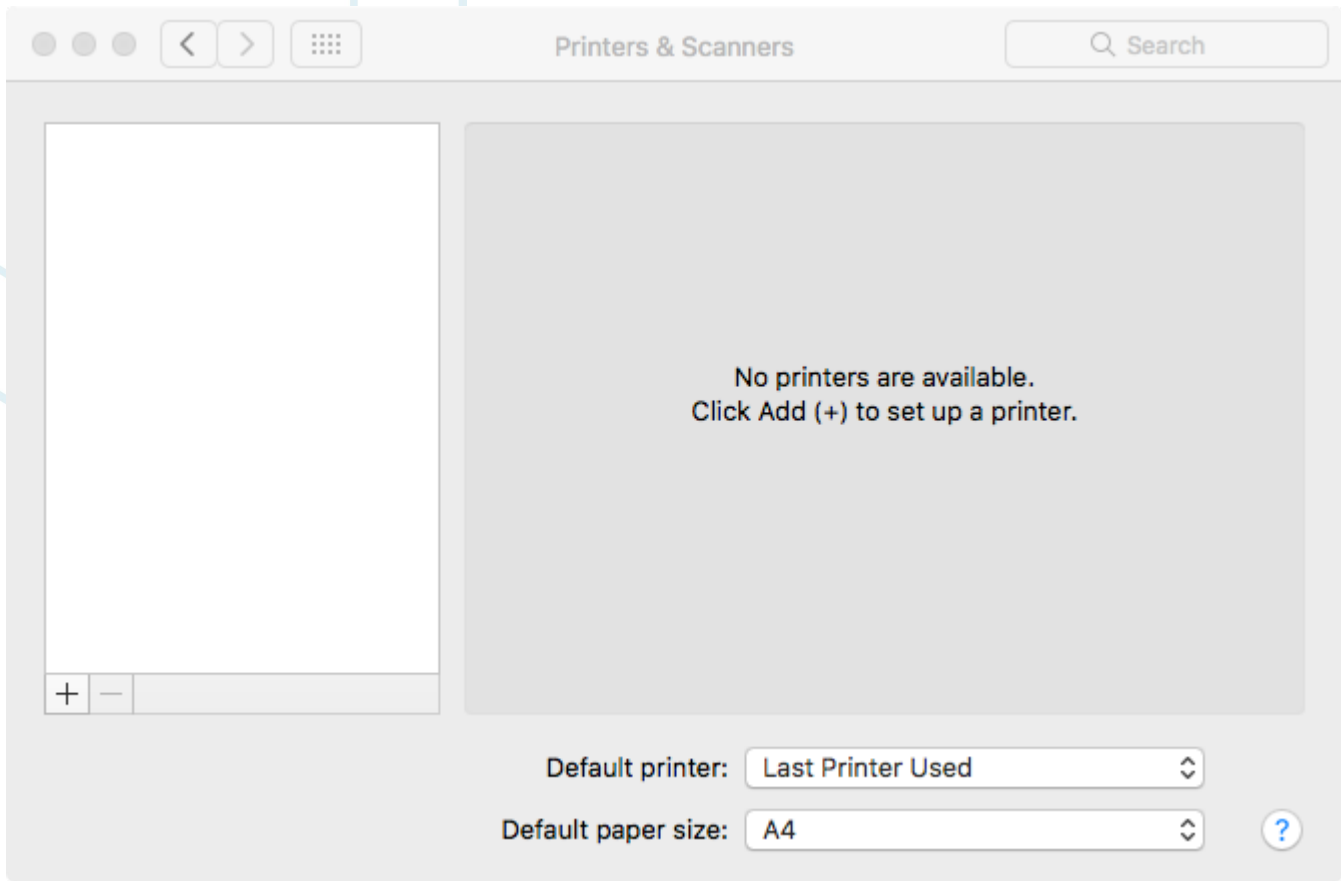 Printers & Scanners
Search
No printers are available.
Click Add (+) to set up a printer.
+ −
Default printer: Last Printer Used
Default paper size: A4
?